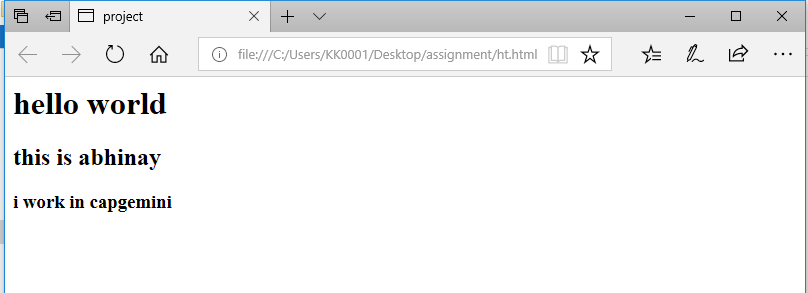 project
file:///C:/Users/KK0001/Desktop/assignment/ht.html
hello world
this is abhinay
i work in capgemini